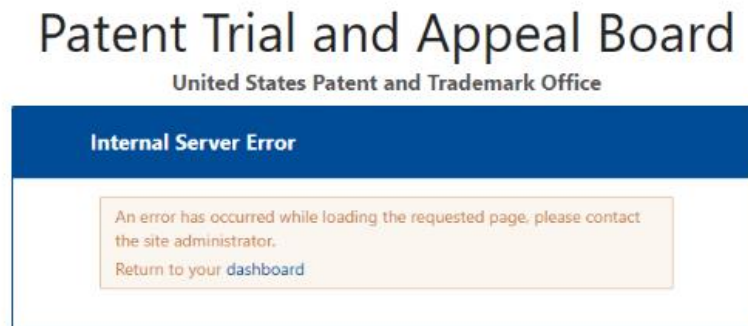 Patent Trial and Appeal Board
United States Patent and Trademark Office
Internal Server Error
An error has occurred while loading the requested page, please contact
the site administrator.
Return to your dashboard